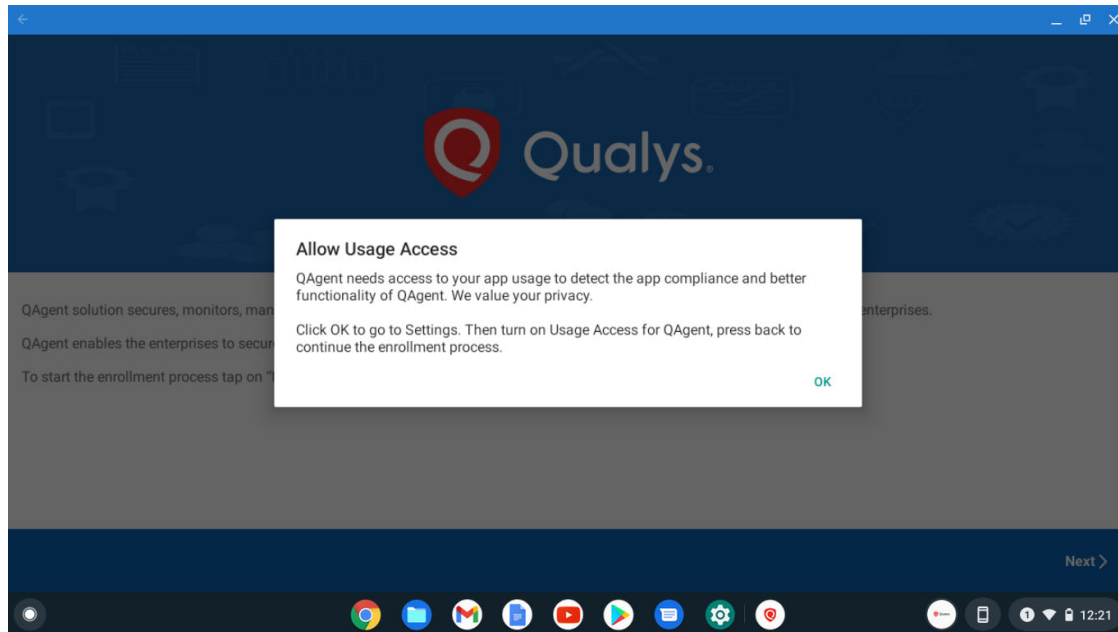 Qualys.
Allow Usage Access
QAgent needs access to your app usage to detect the app compliance and better
functionality of QAgent. We value your privacy.
Click OK to go to Settings. Then turn on Usage Access for QAgent, press back to
continue the enrollment process.
OK
QAgent solution secures, monitors, man
enterprises.
QAgent enables the enterprises to secur
To start the enrollment process tap on "
Next
1
12:21